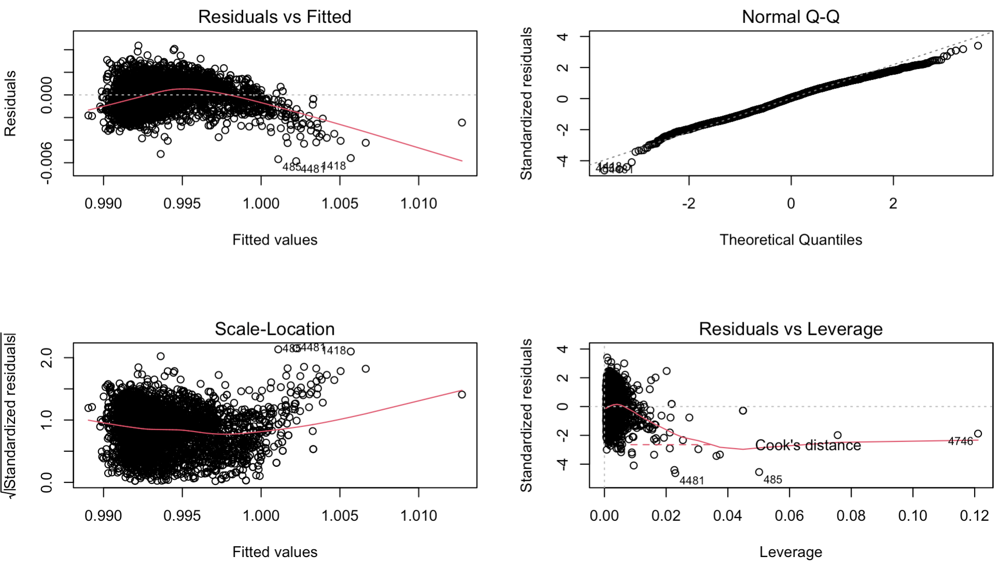 Residuals vs Fitted
Residuals
0.000
-0.006
485
4481
1418
0.990 0.995 1.000 1.005 1.010
Fitted values
Normal Q-Q
Standardized residuals
4
2
0
-2
-4
1418
485
4481
-2 0 2
Theoretical Quantiles
Scale-Location
√|Standardized residuals|
2.0
1.0
0.0
485
4481
1418
0.990 0.995 1.000 1.005 1.010
Fitted values
Residuals vs Leverage
Standardized residuals
4
2
0
-2
-4
Cook's distance
4746
4481
485
0.00 0.02 0.04 0.06 0.08 0.10 0.12
Leverage